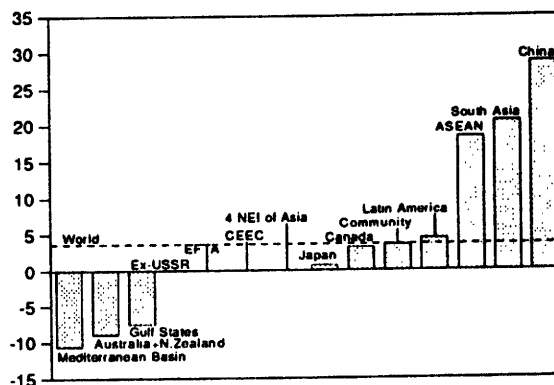 35
30
25
20
15
10
5
0
-5
-10
-15
China
South Asia
ASEAN
Latin America
4 NEI of Asia
Community
CEEC
Canada
World
EFTA
Japan
Ex-USSR
Gulf States
Australia+N.Zealand
Mediterranean Basin